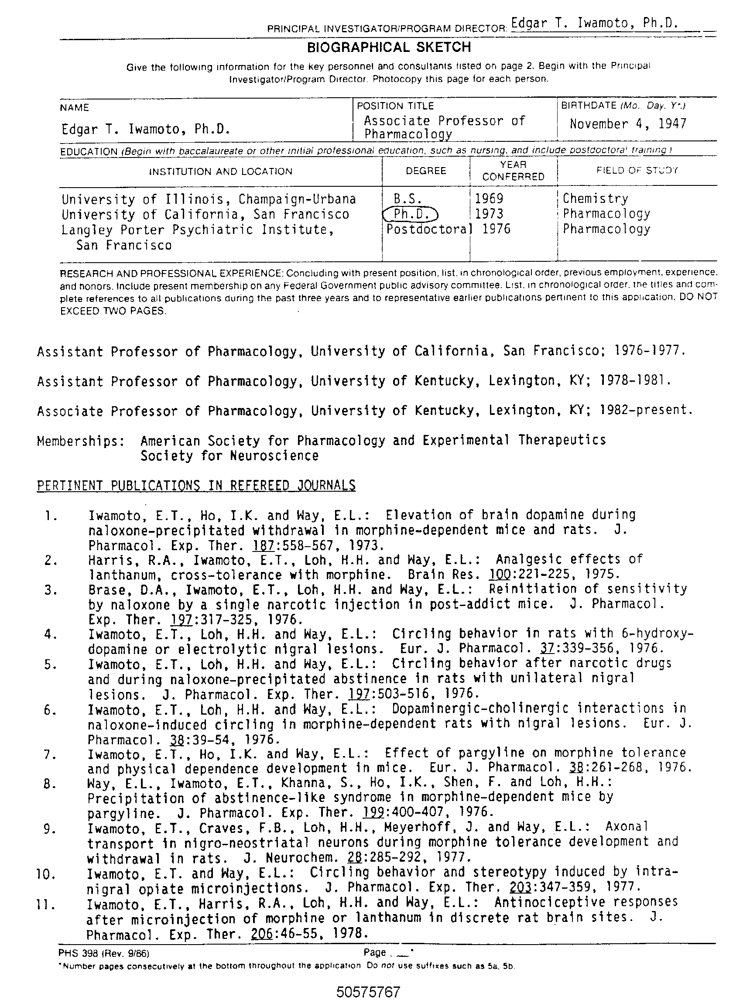 PRINCIPAL INVESTIGATOR/PROGRAM DIRECTOR: Edgar T. Iwamoto, Ph.D.
BIOGRAPHICAL SKETCH
Give the following information for the key personnel and consultants listed on page 2. Begin with the Principal
Investigator/Program Director. Photocopy this page for each person.
NAME POSITION TITLE BIRTHDATE (Mo., Day, Yr.)
Edgar T. Iwamoto, Ph.D. Associate Professor of Pharmacology November 4, 1947
EDUCATION (Begin with baccalaureate or other initial professional education, such as nursing, and include postdoctoral training.)
INSTITUTION AND LOCATION DEGREE YEAR CONFERRED FIELD OF STUDY
University of Illinois, Champaign-Urbana B.S. 1969 Chemistry
University of California, San Francisco Ph.D. 1973 Pharmacology
Langley Porter Psychiatric Institute, Postdoctoral 1976 Pharmacology
San Francisco
RESEARCH AND PROFESSIONAL EXPERIENCE: Concluding with present position, list, in chronological order, previous employment, experience,
and honors. Include present membership on any Federal Government public advisory committee. List, in chronological order, the titles and com-
plete references to all publications during the past three years and to representative earlier publications pertinent to this application. DO NOT
EXCEED TWO PAGES.
Assistant Professor of Pharmacology, University of California, San Francisco; 1976-1977.
Assistant Professor of Pharmacology, University of Kentucky, Lexington, KY; 1978-1981.
Associate Professor of Pharmacology, University of Kentucky, Lexington, KY; 1982-present.
Memberships: American Society for Pharmacology and Experimental Therapeutics
Society for Neuroscience
PERTINENT PUBLICATIONS IN REFEREED JOURNALS
1. Iwamoto, E.T., Ho, I.K. and Way, E.L.: Elevation of brain dopamine during
naloxone-precipitated withdrawal in morphine-dependent mice and rats. J.
Pharmacol. Exp. Ther. 187:558-567, 1973.
2. Harris, R.A., Iwamoto, E.T., Loh, H.H. and Way, E.L.: Analgesic effects of
lanthanum, cross-tolerance with morphine. Brain Res. 100:221-225, 1975.
3. Brase, D.A., Iwamoto, E.T., Loh, H.H. and Way, E.L.: Reinitiation of sensitivity
by naloxone by a single narcotic injection in post-addict mice. J. Pharmacol.
Exp. Ther. 197:317-325, 1976.
4. Iwamoto, E.T., Loh, H.H. and Way, E.L.: Circling behavior in rats with 6-hydroxy-
dopamine or electrolytic nigral lesions. Eur. J. Pharmacol. 37:339-356, 1976.
5. Iwamoto, E.T., Loh, H.H. and Way, E.L.: Circling behavior after narcotic drugs
and during naloxone-precipitated abstinence in rats with unilateral nigral
lesions. J. Pharmacol. Exp. Ther. 197:503-516, 1976.
6. Iwamoto, E.T., Loh, H.H. and Way, E.L.: Dopaminergic-cholinergic interactions in
naloxone-induced circling in morphine-dependent rats with nigral lesions. Eur. J.
Pharmacol. 38:39-54, 1976.
7. Iwamoto, E.T., Ho, I.K. and Way, E.L.: Effect of pargyline on morphine tolerance
and physical dependence development in mice. Eur. J. Pharmacol. 38:261-268, 1976.
8. Way, E.L., Iwamoto, E.T., Khanna, S., Ho, I.K., Shen, F. and Loh, H.H.:
Precipitation of abstinence-like syndrome in morphine-dependent mice by
pargyline. J. Pharmacol. Exp. Ther. 199:400-407, 1976.
9. Iwamoto, E.T., Craves, F.B., Loh, H.H., Meyerhoff, J. and Way, E.L.: Axonal
transport in nigro-neostriatal neurons during morphine tolerance development and
withdrawal in rats. J. Neurochem. 28:285-292, 1977.
10. Iwamoto, E.T. and Way, E.L.: Circling behavior and stereotypy induced by intra-
nigral opiate microinjections. J. Pharmacol. Exp. Ther. 203:347-359, 1977.
11. Iwamoto, E.T., Harris, R.A., Loh, H.H. and Way, E.L.: Antinociceptive responses
after microinjection of morphine or lanthanum in discrete rat brain sites. J.
Pharmacol. Exp. Ther. 206:46-55, 1978.
PHS 398 (Rev. 9/86) Page __*
*Number pages consecutively at the bottom throughout the application. Do not use suffixes such as 5a, 5b.
50575767